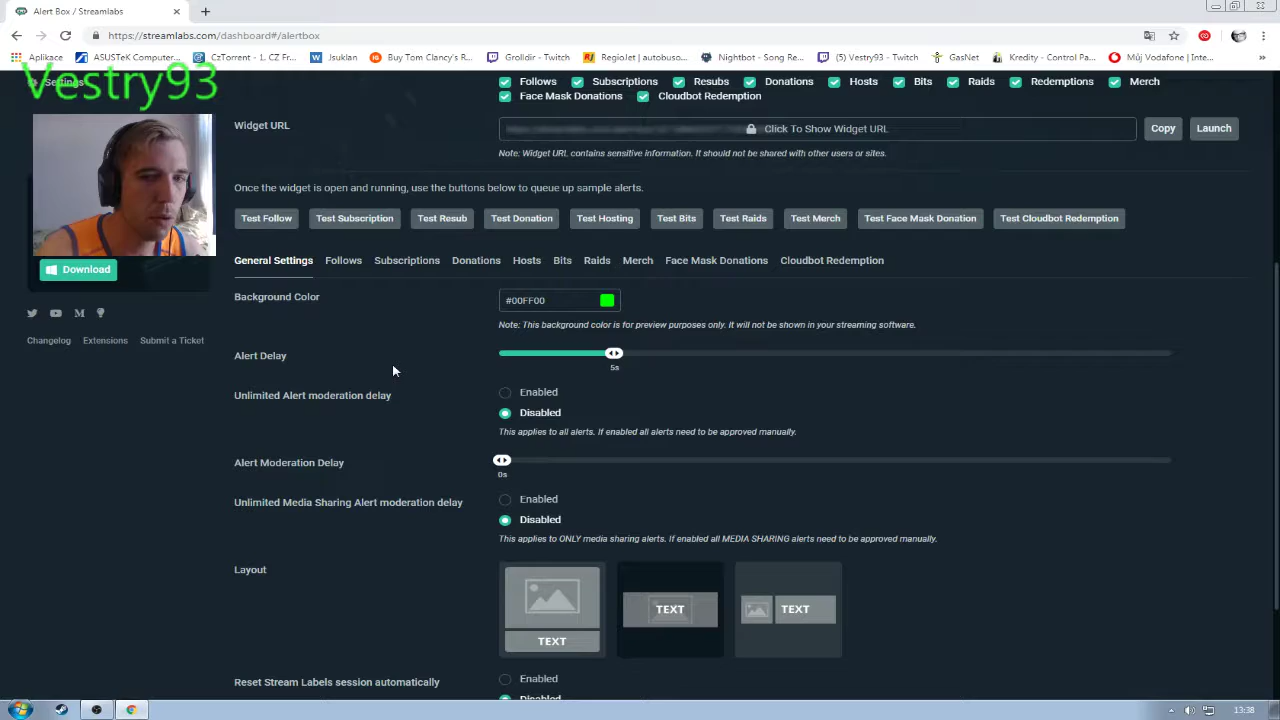 Alert Box / Streamlabs
https://streamlabs.com/dashboard#/alertbox
Aplikace ASUSTeK Computer... CzTorrent - 1. CZ Fr... Jsuklan Buy Tom Clancy's R... Grolldir - Twitch RegioJet | autobuso... Nightbot - Song Re... (5) Vestry93 - Twitch GasNet Kredity - Control Pa... Můj Vodafone | Inte...
Settings
Vestry93
Follows Subscriptions Resubs Donations Hosts Bits Raids Redemptions Merch
Face Mask Donations Cloudbot Redemption
Widget URL
Click To Show Widget URL
Copy
Launch
Note: Widget URL contains sensitive information. It should not be shared with other users or sites.
Once the widget is open and running, use the buttons below to queue up sample alerts.
Test Follow Test Subscription Test Resub Test Donation Test Hosting Test Bits Test Raids Test Merch Test Face Mask Donation Test Cloudbot Redemption
General Settings Follows Subscriptions Donations Hosts Bits Raids Merch Face Mask Donations Cloudbot Redemption
Download
Changelog Extensions Submit a Ticket
Background Color
#00FF00
Note: This background color is for preview purposes only. It will not be shown in your streaming software.
Alert Delay
5s
Unlimited Alert moderation delay
Enabled
Disabled
This applies to all alerts. If enabled all alerts need to be approved manually.
Alert Moderation Delay
0s
Unlimited Media Sharing Alert moderation delay
Enabled
Disabled
This applies to ONLY media sharing alerts. If enabled all MEDIA SHARING alerts need to be approved manually.
Layout
TEXT
TEXT
TEXT
Reset Stream Labels session automatically
Enabled
Disabled
13:38